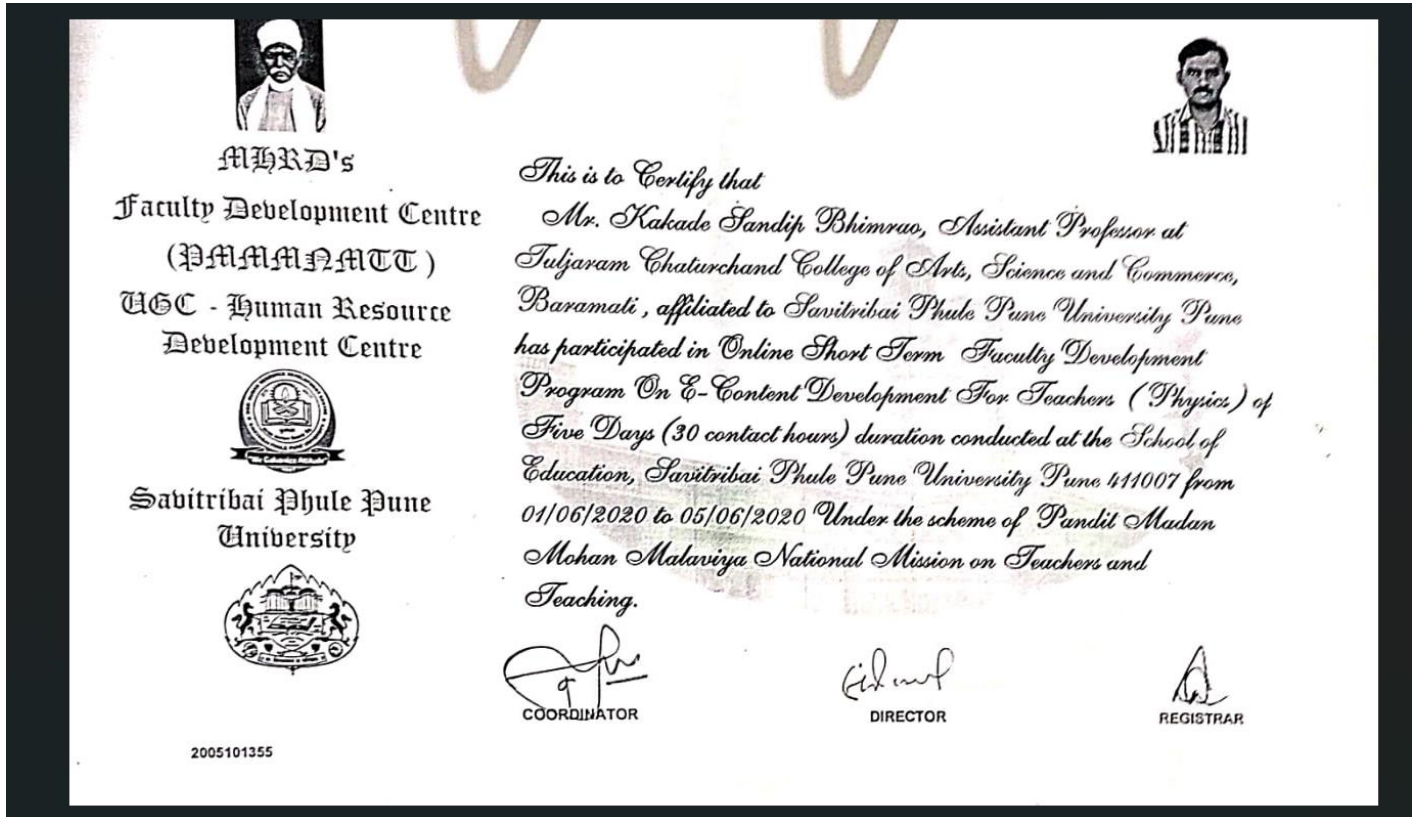 MHRD's
Faculty Development Centre
(PMMMNMTT)
UGC - Human Resource
Development Centre
Savitribai Phule Pune
University
This is to Certify that
Mr. Kakade Sandip Bhimrao, Assistant Professor at
Tuljaram Chaturchand College of Arts, Science and Commerce,
Baramati, affiliated to Savitribai Phule Pune University Pune
has participated in Online Short Term Faculty Development
Program On E-Content Development For Teachers (Physics) of
Five Days (30 contact hours) duration conducted at the School of
Education, Savitribai Phule Pune University Pune 411007 from
01/06/2020 to 05/06/2020 Under the scheme of Pandit Madan
Mohan Malaviya National Mission on Teachers and
Teaching.
COORDINATOR
DIRECTOR
REGISTRAR
2005101355